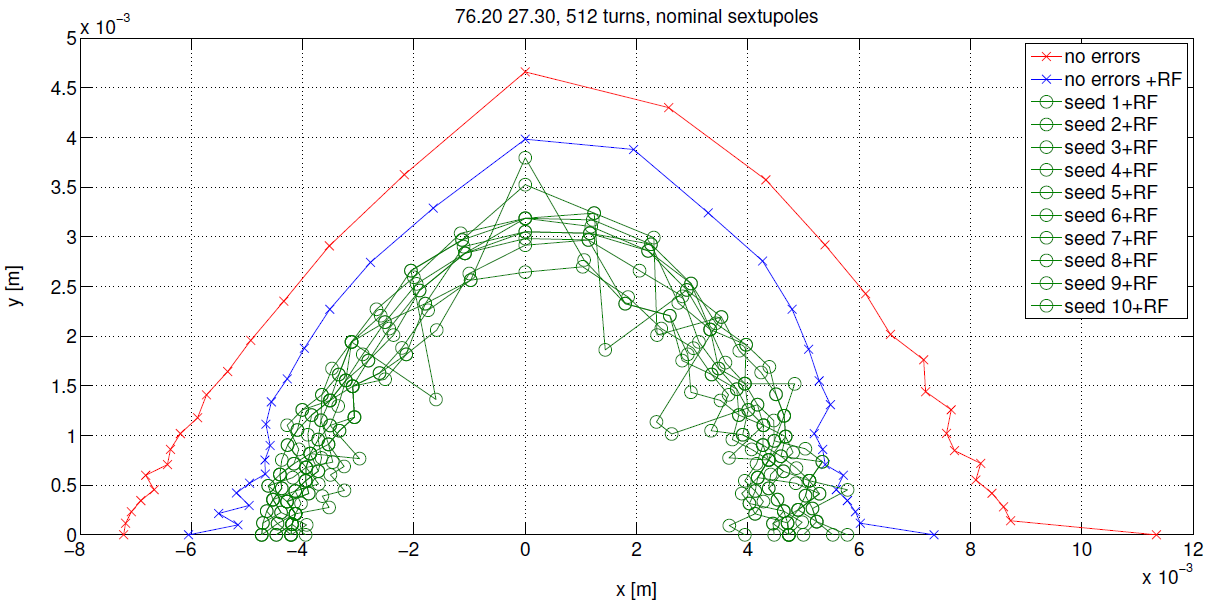 76.20 27.30, 512 turns, nominal sextupoles
x 10⁻³
5
4.5
4
3.5
3
2.5
2
1.5
1
0.5
0
y [m]
−8 −6 −4 −2 0 2 4 6 8 10 12
x 10⁻³
x [m]
no errors
no errors +RF
seed 1+RF
seed 2+RF
seed 3+RF
seed 4+RF
seed 5+RF
seed 6+RF
seed 7+RF
seed 8+RF
seed 9+RF
seed 10+RF